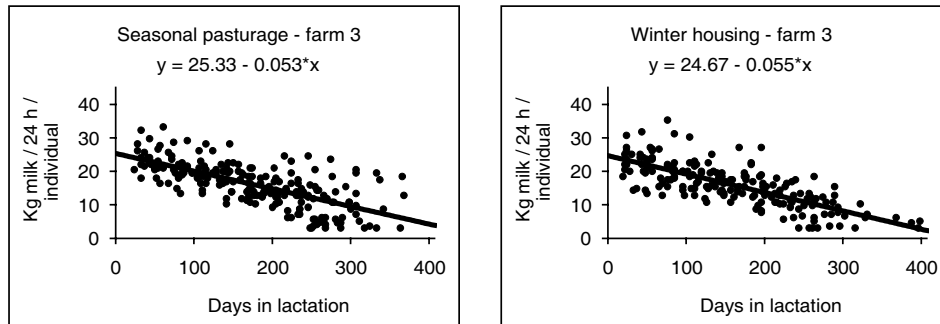 Seasonal pasturage - farm 3
y = 25.33 - 0.053*x
Kg milk / 24 h /
individual
40
30
20
10
0
0 100 200 300 400
Days in lactation
Winter housing - farm 3
y = 24.67 - 0.055*x
Kg milk / 24 h /
individual
40
30
20
10
0
0 100 200 300 400
Days in lactation